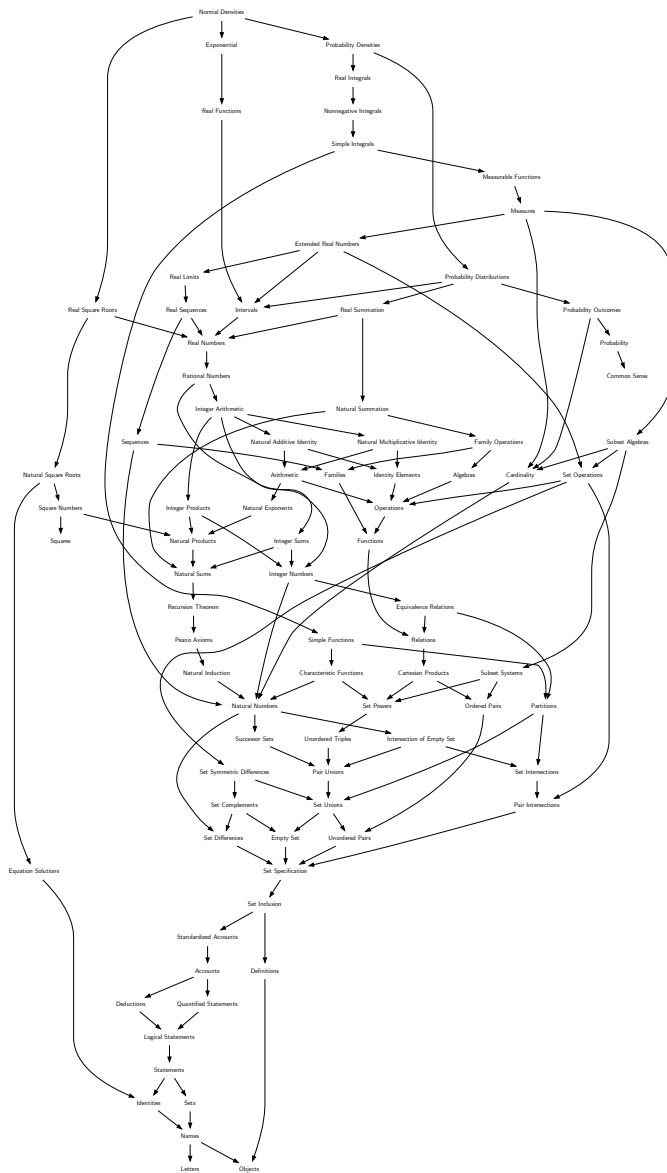 Normal Densities
Exponential
Probability Densities
Real Integrals
Real Functions
Nonnegative Integrals
Simple Integrals
Measurable Functions
Measures
Extended Real Numbers
Real Limits
Probability Distributions
Real Square Roots
Real Sequences
Intervals
Real Summation
Probability Outcomes
Real Numbers
Probability
Rational Numbers
Common Sense
Integer Arithmetic
Natural Summation
Sequences
Natural Additive Identity
Natural Multiplicative Identity
Family Operations
Subset Algebras
Natural Square Roots
Arithmetic
Families
Identity Elements
Algebras
Cardinality
Set Operations
Square Numbers
Integer Products
Natural Exponents
Operations
Squares
Natural Products
Integer Sums
Functions
Natural Sums
Integer Numbers
Recursion Theorem
Equivalence Relations
Peano Axioms
Simple Functions
Relations
Natural Induction
Characteristic Functions
Cartesian Products
Subset Systems
Natural Numbers
Set Powers
Ordered Pairs
Partitions
Successor Sets
Unordered Triples
Intersection of Empty Set
Set Symmetric Differences
Pair Unions
Set Intersections
Set Complements
Set Unions
Pair Intersections
Set Differences
Empty Set
Unordered Pairs
Equation Solutions
Set Specification
Set Inclusion
Standardized Accounts
Accounts
Definitions
Deductions
Quantified Statements
Logical Statements
Statements
Identities
Sets
Names
Letters
Objects